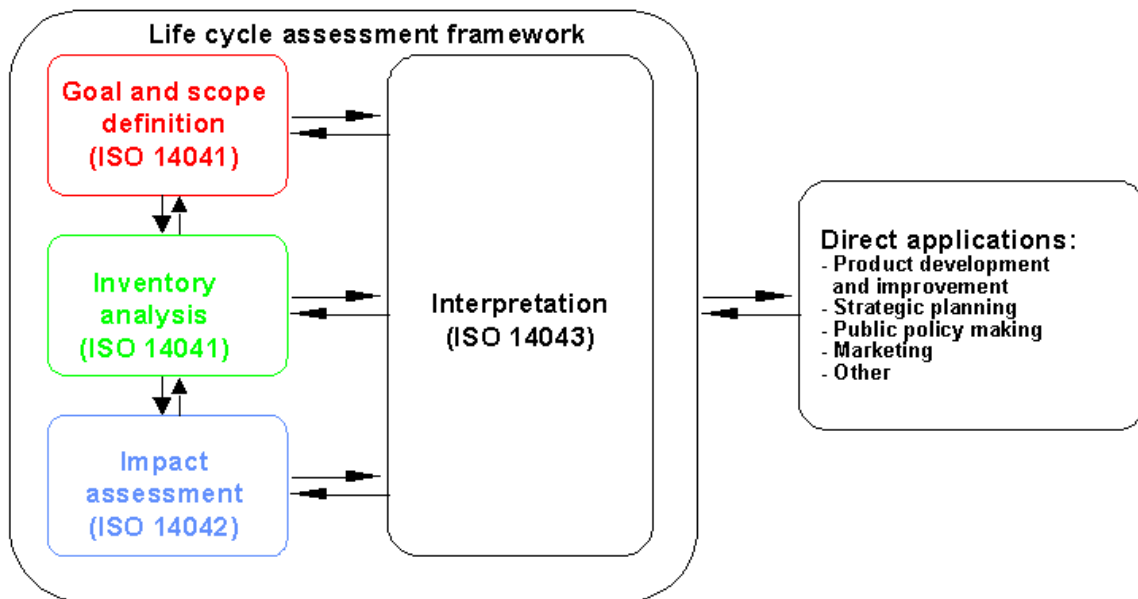 Life cycle assessment framework
Goal and scope
definition
(ISO 14041)
Inventory
analysis
(ISO 14041)
Impact
assessment
(ISO 14042)
Interpretation
(ISO 14043)
Direct applications:
- Product development
and improvement
- Strategic planning
- Public policy making
- Marketing
- Other